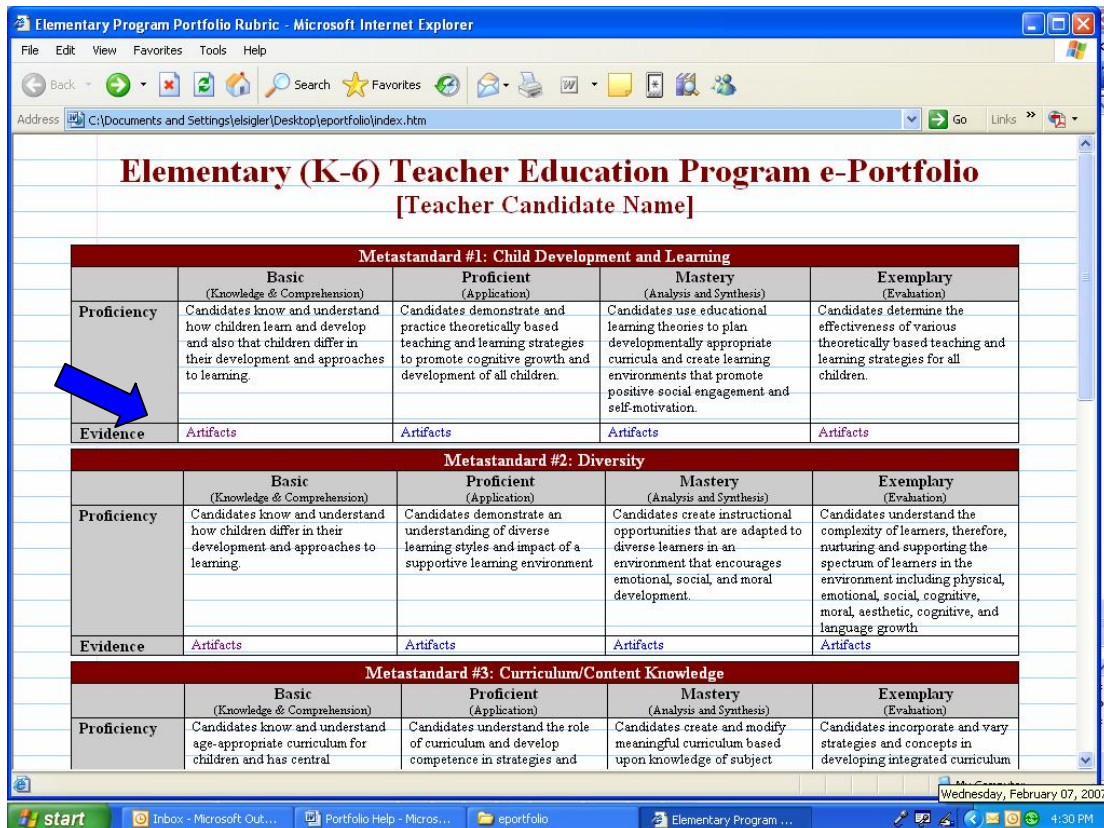 Elementary Program Portfolio Rubric - Microsoft Internet Explorer
File Edit View Favorites Tools Help
Back Search Favorites
Address C:\Documents and Settings\elsigler\Desktop\eportfolio\index.htm Go Links »
Elementary (K-6) Teacher Education Program e-Portfolio
[Teacher Candidate Name]
Metastandard #1: Child Development and Learning
Basic Proficient Mastery Exemplary
(Knowledge & Comprehension) (Application) (Analysis and Synthesis) (Evaluation)
Proficiency Candidates know and understand Candidates demonstrate and Candidates use educational Candidates determine the
how children learn and develop practice theoretically based learning theories to plan effectiveness of various
and also that children differ in teaching and learning strategies developmentally appropriate theoretically based teaching and
their development and approaches to promote cognitive growth and curricula and create learning learning strategies for all
to learning. development of all children. environments that promote children.
positive social engagement and
self-motivation.
Evidence Artifacts Artifacts Artifacts Artifacts
Metastandard #2: Diversity
Basic Proficient Mastery Exemplary
(Knowledge & Comprehension) (Application) (Analysis and Synthesis) (Evaluation)
Proficiency Candidates know and understand Candidates demonstrate an Candidates create instructional Candidates understand the
how children differ in their understanding of diverse opportunities that are adapted to complexity of learners, therefore,
development and approaches to learning styles and impact of a diverse learners in an nurturing and supporting the
learning. supportive learning environment environment that encourages spectrum of learners in the
emotional, social, and moral environment including physical,
development. emotional, social, cognitive,
moral, aesthetic, cognitive, and
language growth
Evidence Artifacts Artifacts Artifacts Artifacts
Metastandard #3: Curriculum/Content Knowledge
Basic Proficient Mastery Exemplary
(Knowledge & Comprehension) (Application) (Analysis and Synthesis) (Evaluation)
Proficiency Candidates know and understand Candidates understand the role Candidates create and modify Candidates incorporate and vary
age-appropriate curriculum for of curriculum and develop meaningful curriculum based strategies and concepts in
children and has central competence in strategies and upon knowledge of subject developing integrated curriculum
Wednesday, February 07, 2007
start Inbox - Microsoft Out... Portfolio Help - Micros... eportfolio Elementary Program ... 4:30 PM